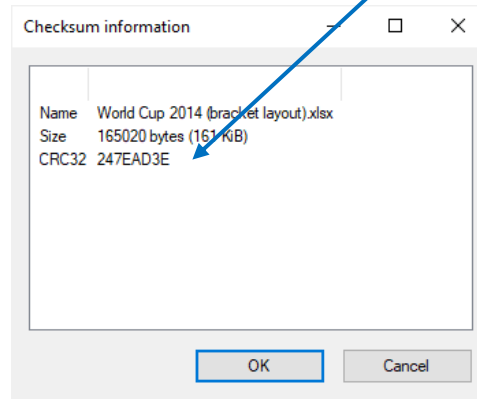 Checksum information
Name World Cup 2014 (bracket layout).xlsx
Size 165020 bytes (161 KiB)
CRC32 247EAD3E
OK Cancel